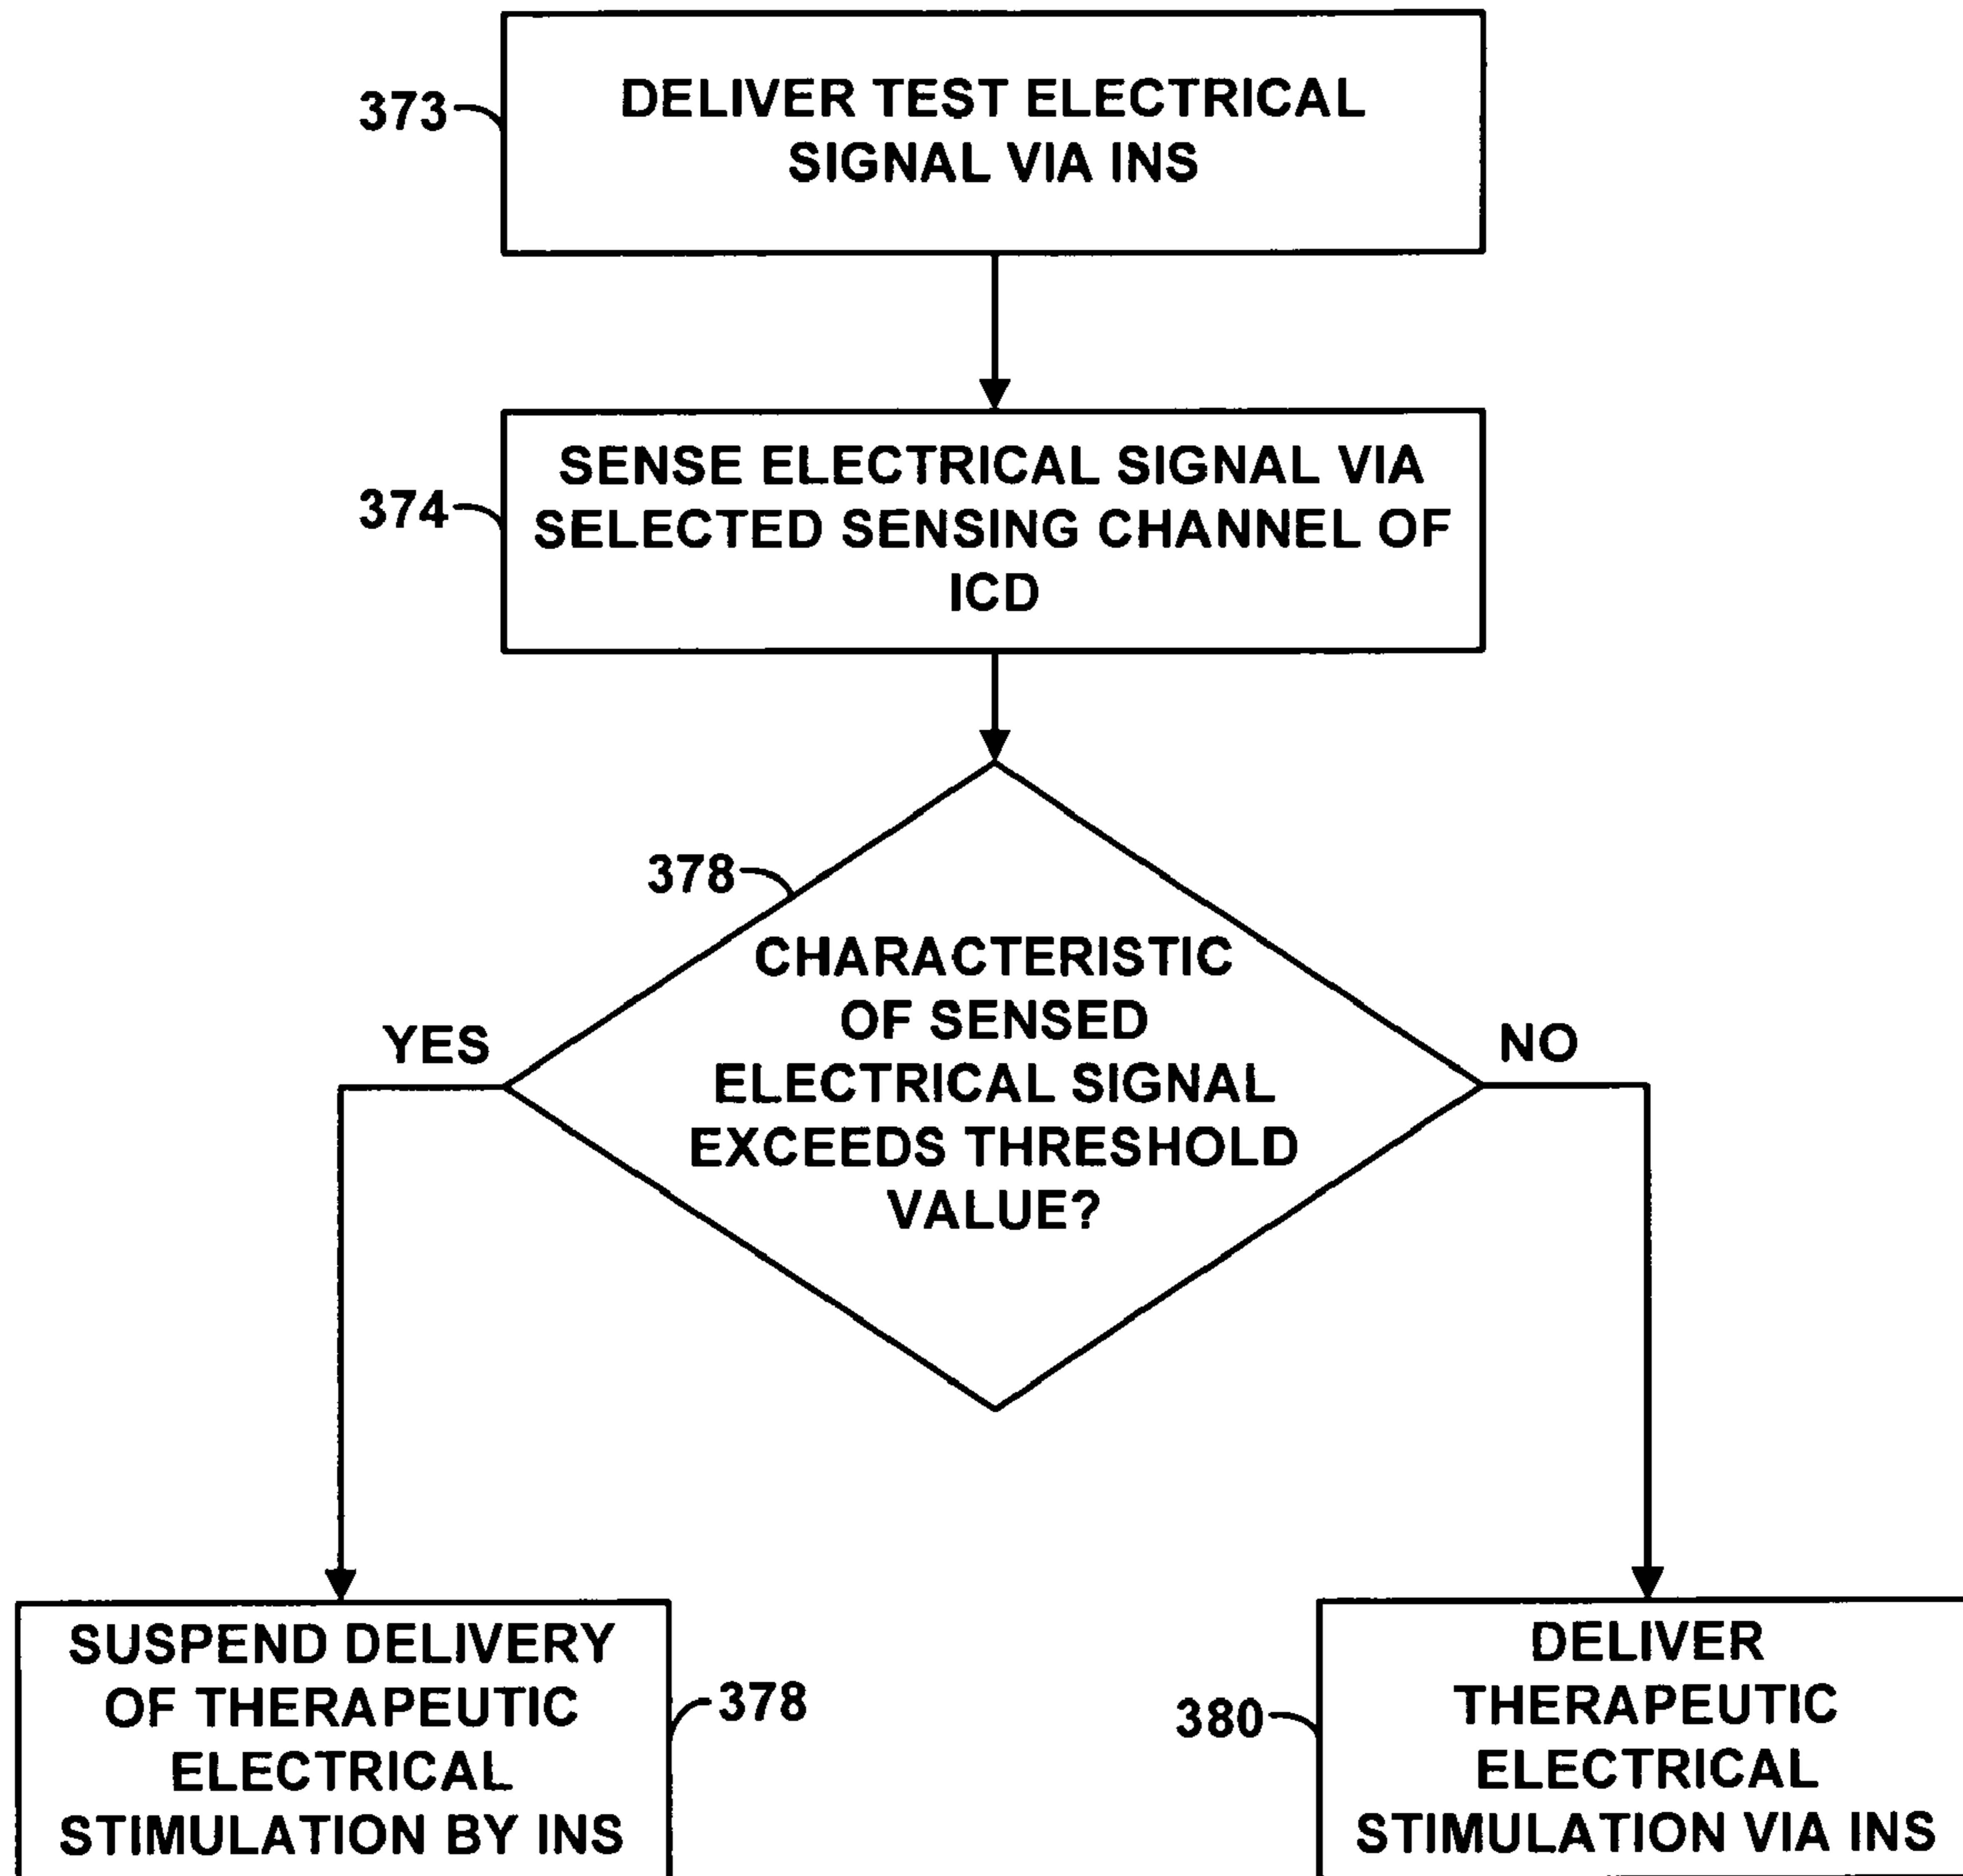 373
DELIVER TEST ELECTRICAL
SIGNAL VIA INS
374
SENSE ELECTRICAL SIGNAL VIA
SELECTED SENSING CHANNEL OF
ICD
378
CHARACTERISTIC
OF SENSED
ELECTRICAL SIGNAL
EXCEEDS THRESHOLD
VALUE?
YES
NO
SUSPEND DELIVERY
OF THERAPEUTIC
ELECTRICAL
STIMULATION BY INS
378
380
DELIVER
THERAPEUTIC
ELECTRICAL
STIMULATION VIA INS